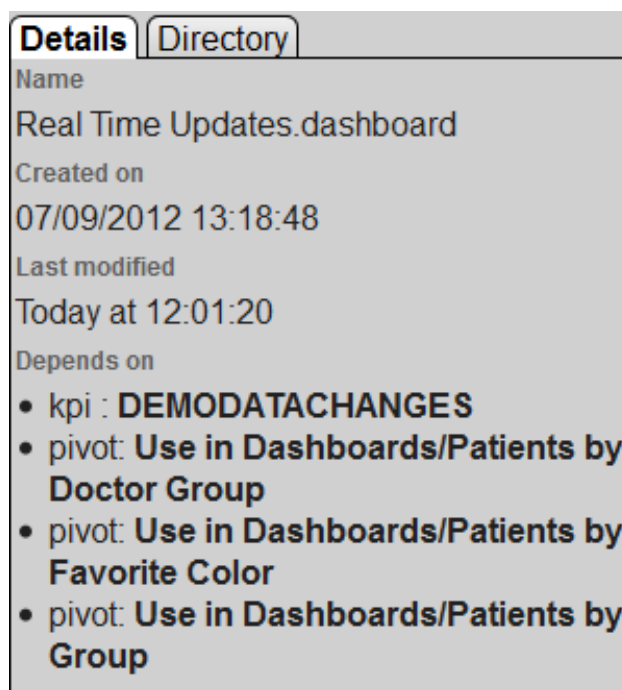 Details Directory
Name
Real Time Updates.dashboard
Created on
07/09/2012 13:18:48
Last modified
Today at 12:01:20
Depends on
• kpi : DEMODATACHANGES
• pivot: Use in Dashboards/Patients by
Doctor Group
• pivot: Use in Dashboards/Patients by
Favorite Color
• pivot: Use in Dashboards/Patients by
Group